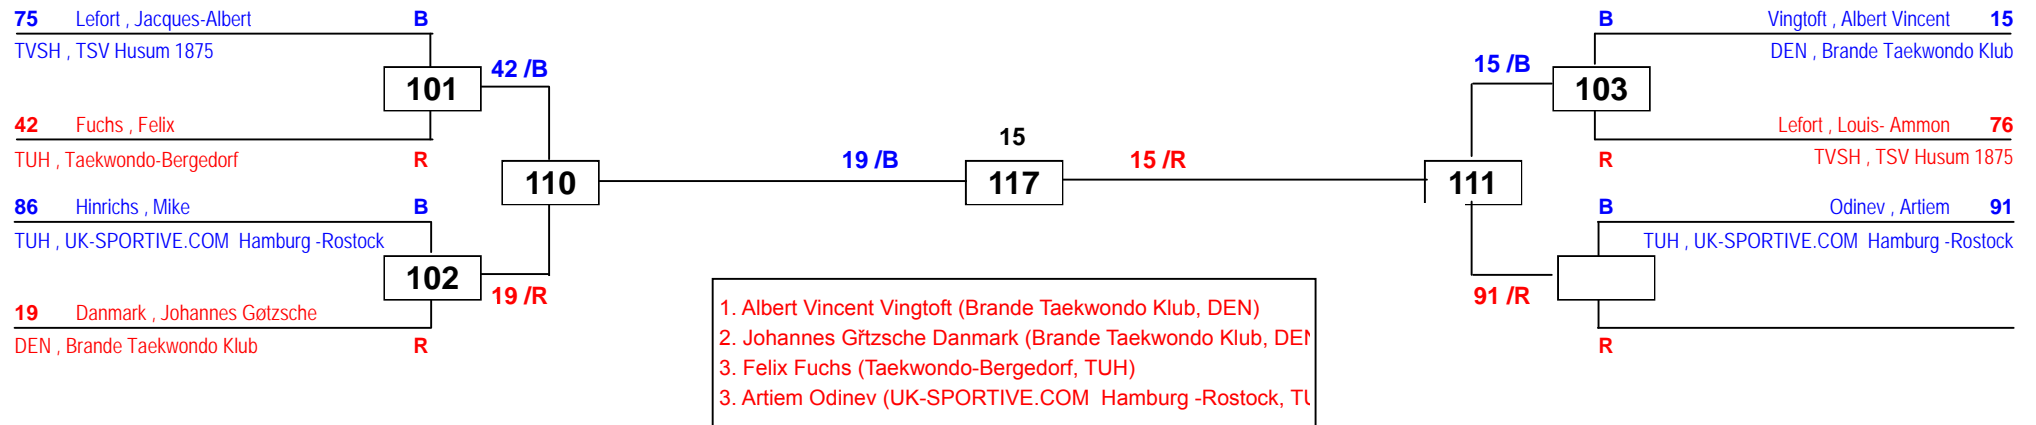 75 Lefort , Jacques-Albert B
TVSH , TSV Husum 1875
101
42 /B
42 Fuchs , Felix
TUH , Taekwondo-Bergedorf R
110
86 Hinrichs , Mike B
TUH , UK-SPORTIVE.COM Hamburg -Rostock
102
19 /R
19 Danmark , Johannes Gøtzsche
DEN , Brande Taekwondo Klub R
19 /B
15
117
15 /R
1. Albert Vincent Vingtoft (Brande Taekwondo Klub, DEN)
2. Johannes Gřtzsche Danmark (Brande Taekwondo Klub, DEN
3. Felix Fuchs (Taekwondo-Bergedorf, TUH)
3. Artiem Odinev (UK-SPORTIVE.COM Hamburg -Rostock, TU
B Vingtoft , Albert Vincent 15
DEN , Brande Taekwondo Klub
15 /B
103
Lefort , Louis- Ammon 76
R TVSH , TSV Husum 1875
111
B Odinev , Artiem 91
TUH , UK-SPORTIVE.COM Hamburg -Rostock
91 /R
R